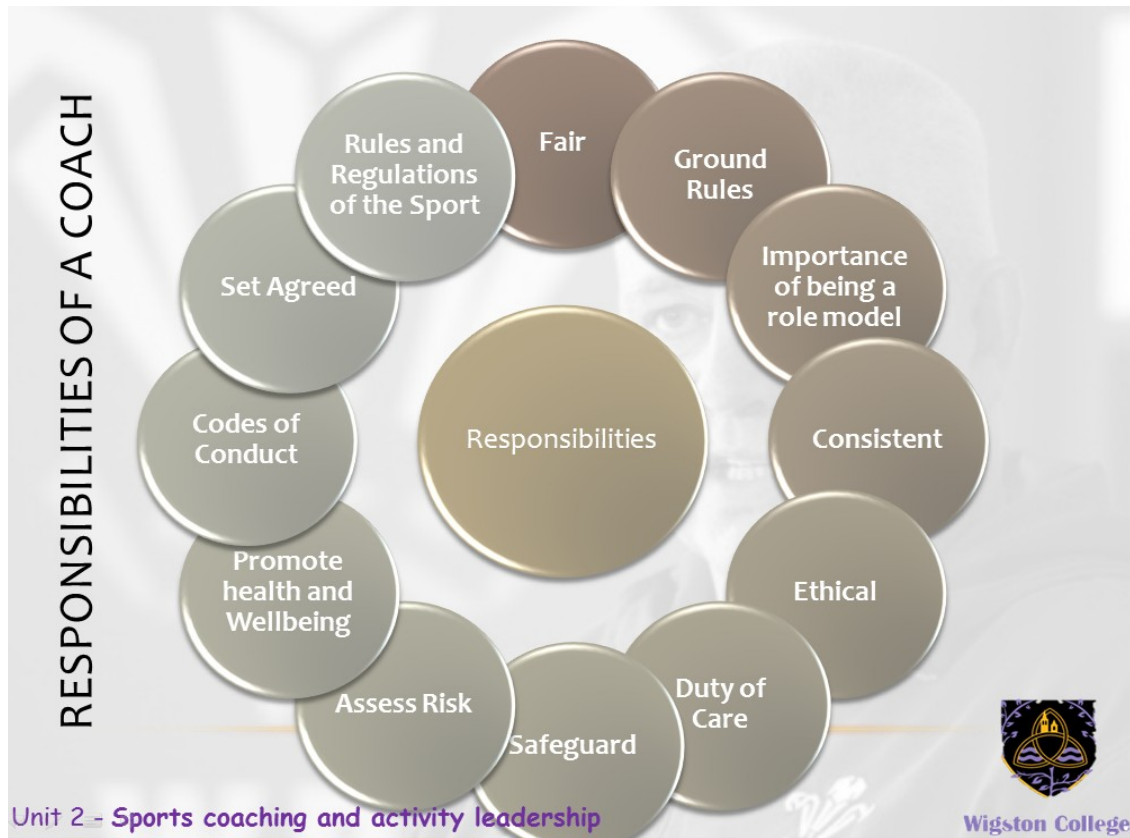 RESPONSIBILITIES OF A COACH
Fair
Ground
Rules
Importance
of being a
role model
Consistent
Ethical
Duty of
Care
Safeguard
Assess Risk
Promote
health and
Wellbeing
Codes of
Conduct
Set Agreed
Rules and
Regulations
of the Sport
Responsibilities
Unit 2 - Sports coaching and activity leadership
Wigston College